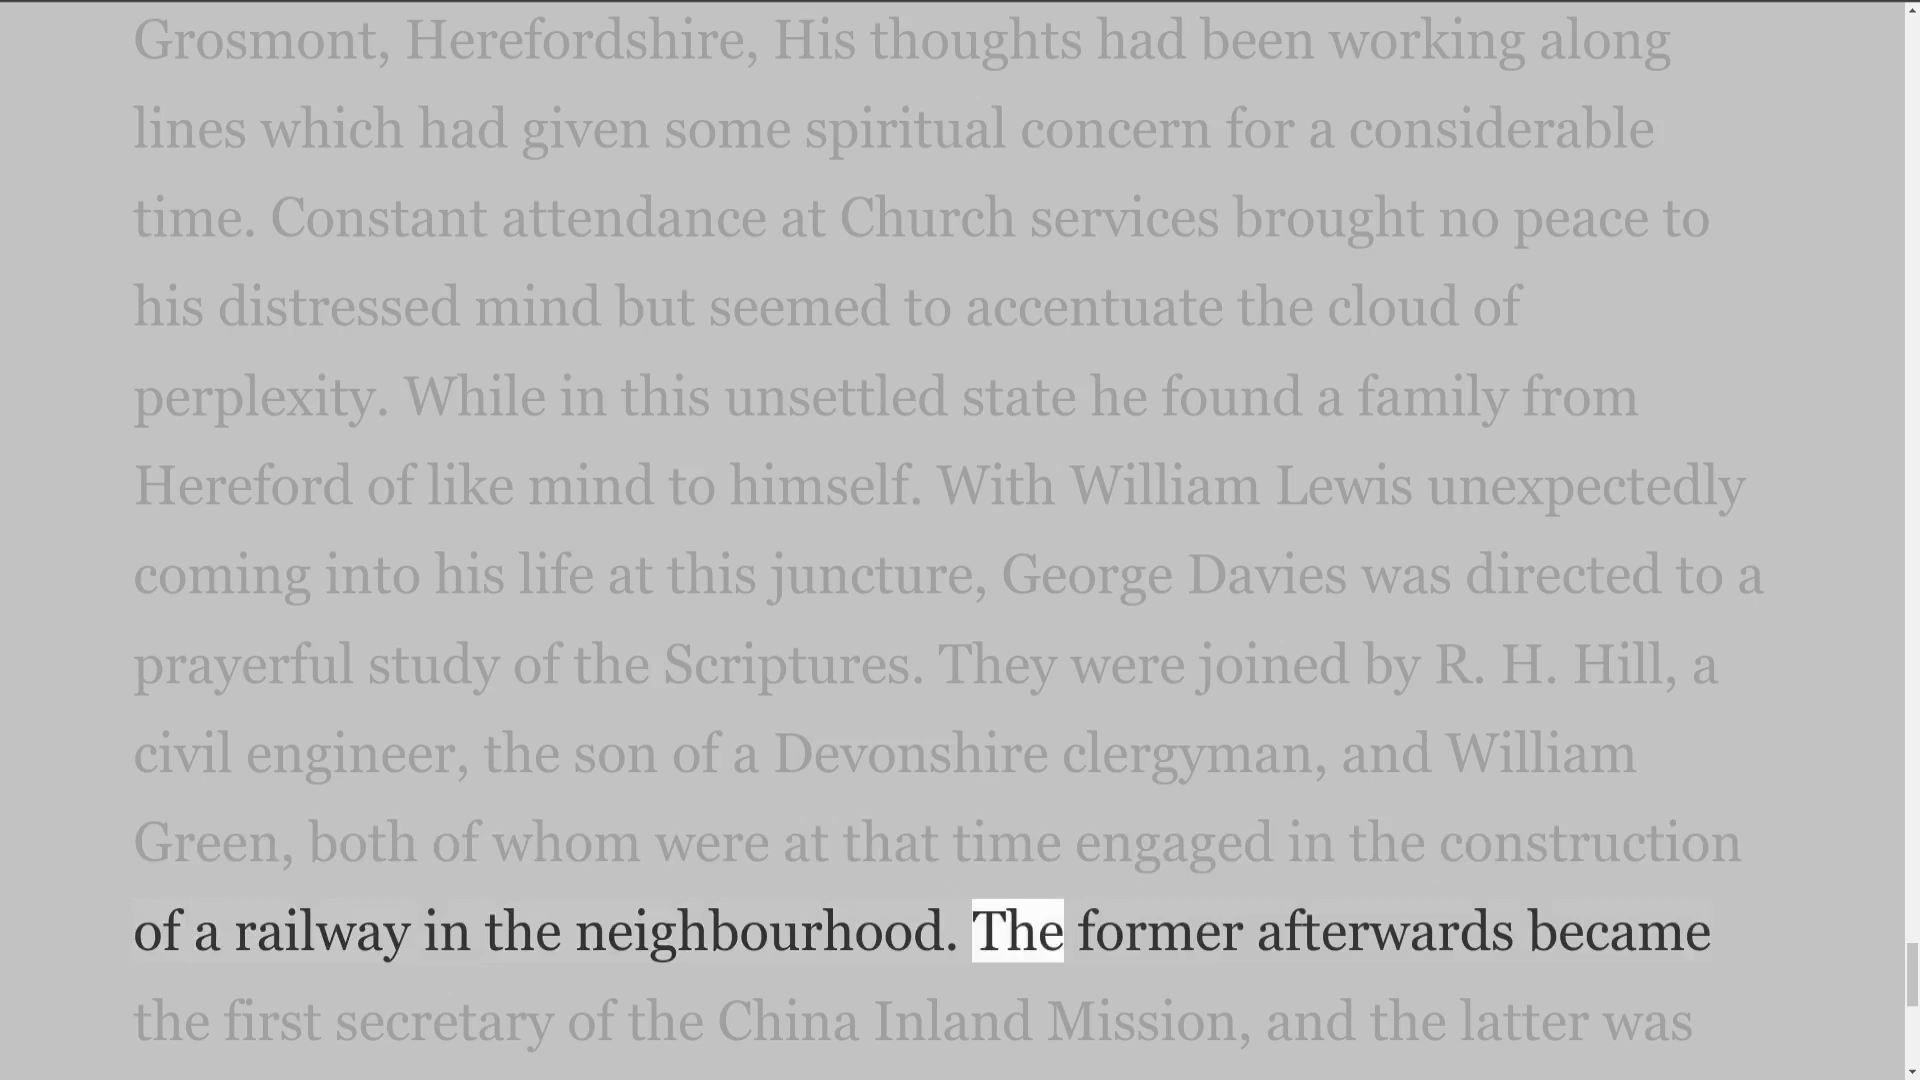 Grosmont, Herefordshire, His thoughts had been working along
lines which had given some spiritual concern for a considerable
time. Constant attendance at Church services brought no peace to
his distressed mind but seemed to accentuate the cloud of
perplexity. While in this unsettled state he found a family from
Hereford of like mind to himself. With William Lewis unexpectedly
coming into his life at this juncture, George Davies was directed to a
prayerful study of the Scriptures. They were joined by R. H. Hill, a
civil engineer, the son of a Devonshire clergyman, and William
Green, both of whom were at that time engaged in the construction
of a railway in the neighbourhood. The former afterwards became
the first secretary of the China Inland Mission, and the latter was